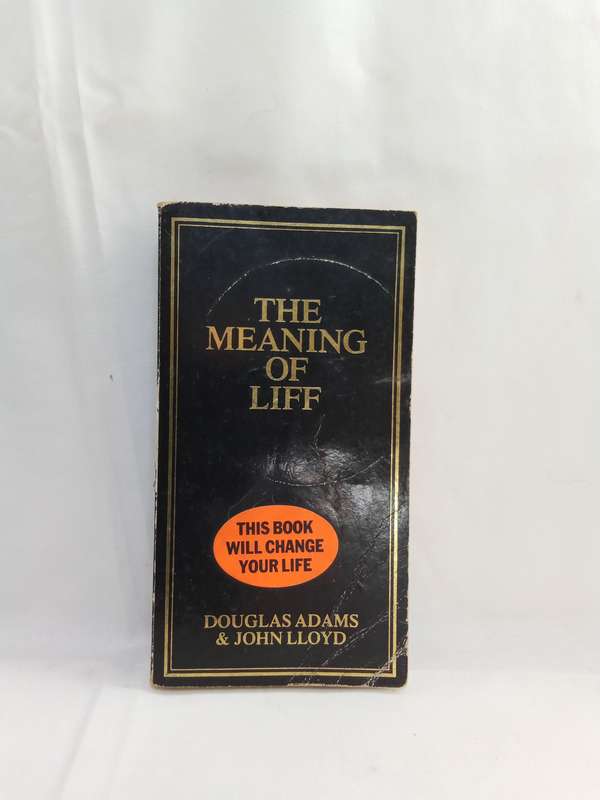 THE
MEANING
OF
LIFF
THIS BOOK
WILL CHANGE
YOUR LIFE
DOUGLAS ADAMS
& JOHN LLOYD